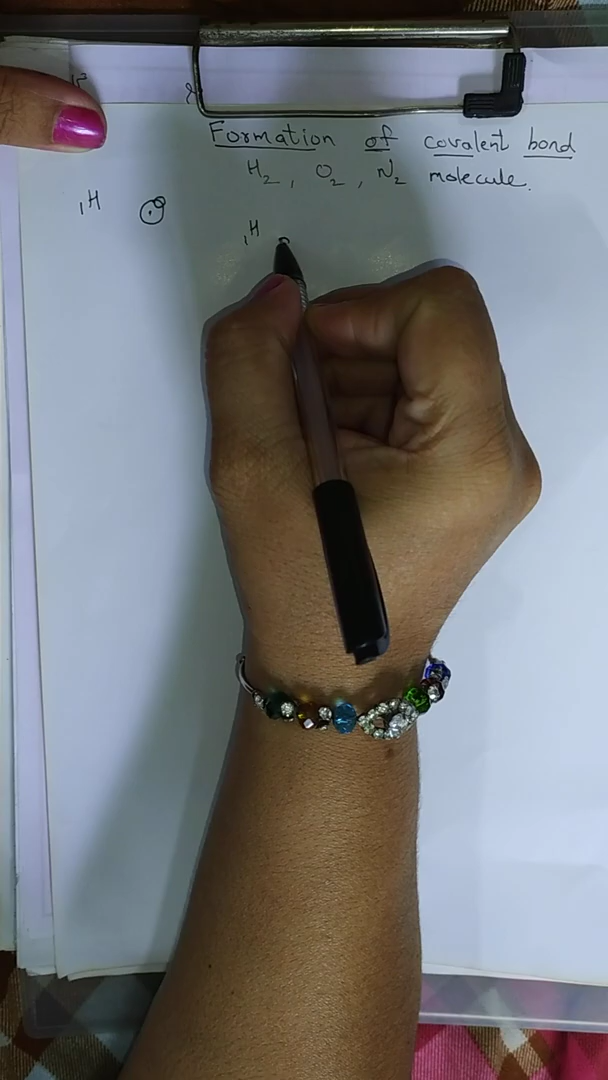 Formation of covalent bond
H₂, O₂, N₂ molecule.
₁H
₁H